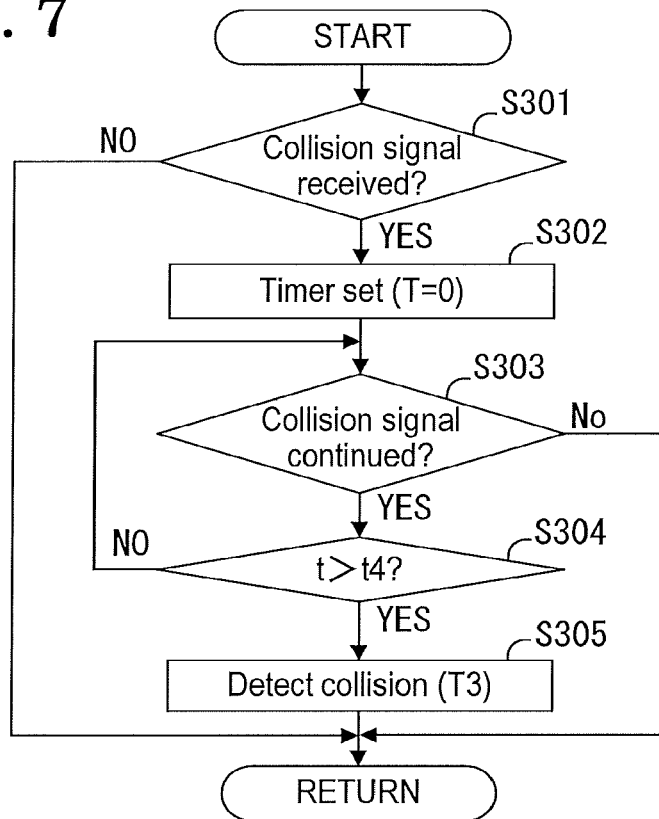 . 7
START
S301
NO
Collision signal
received?
YES
S302
Timer set (T=0)
S303
Collision signal
continued?
No
YES
S304
NO
t>t4?
YES
S305
Detect collision (T3)
RETURN